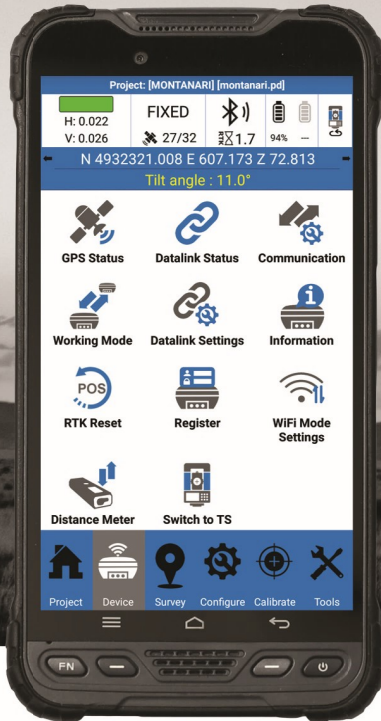 Project: [MONTANARI] [montanari.pd]
H: 0.022
V: 0.026
FIXED
27/32
RTK 1.7
94%
--
N 4932321.008 E 607.173 Z 72.813
Tilt angle : 11.0°
GPS Status
Datalink Status
Communication
Working Mode
Datalink Settings
Information
POS
RTK Reset
Register
WiFi Mode
Settings
Distance Meter
Switch to TS
Project
Device
Survey
Configure
Calibrate
Tools
FN